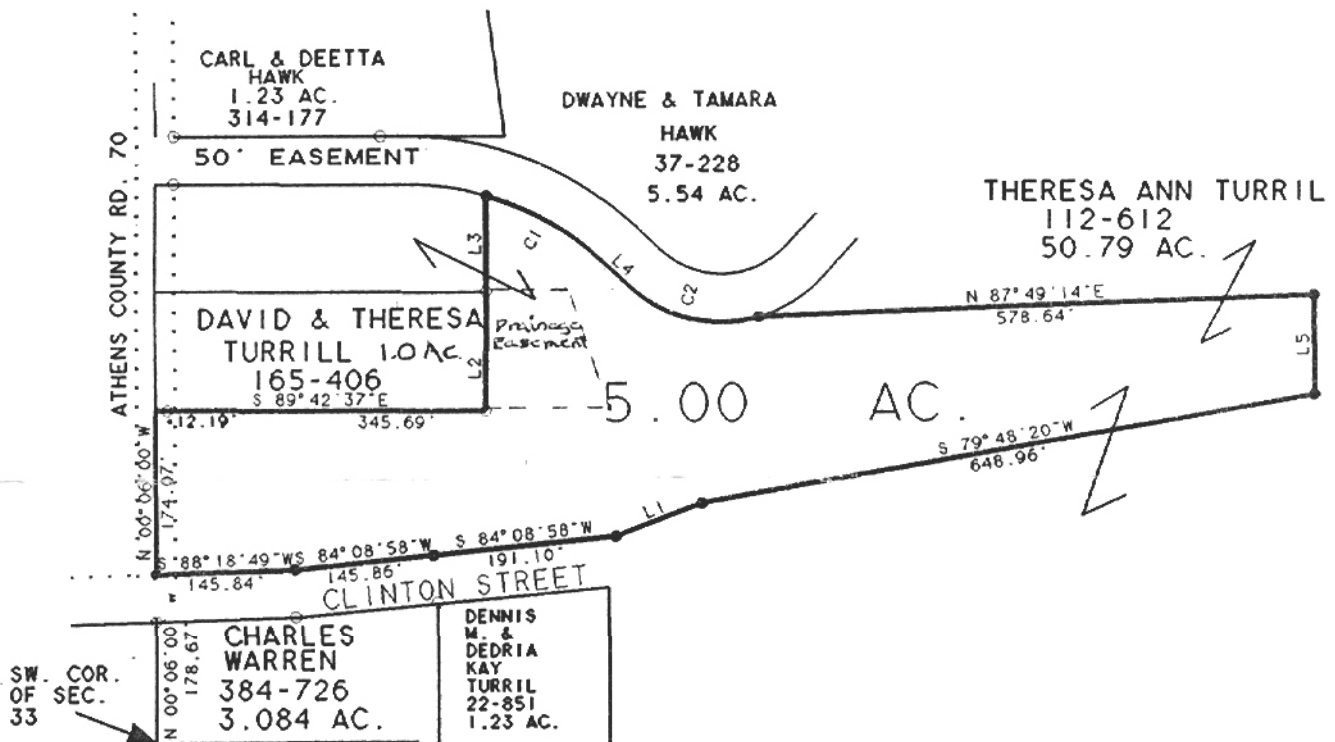 CARL & DEETTA
HAWK
1.23 AC.
314-177
50' EASEMENT
DWAYNE & TAMARA
HAWK
37-228
5.54 AC.
THERESA ANN TURRIL
112-612
50.79 AC.
ATHENS COUNTY RD. 70
L3
C1
L4
C2
N 87°49'14"E
578.64'
L5
DAVID & THERESA
TURRILL 1.0 Ac.
165-406
Drainage
Easement
L2
S 89°42'37"E
12.19'
345.69'
5.00 AC.
N 00°06'00"W
174.97'
S 79°48'20"W
648.96'
L1
S 88°18'49"W
145.84'
S 84°08'58"W
145.86'
S 84°08'58"W
191.10'
CLINTON STREET
N 00°06'00"
178.67'
CHARLES
WARREN
384-726
3.084 AC.
DENNIS
M. &
DEDRIA
KAY
TURRIL
22-851
1.23 AC.
SW. COR.
OF SEC.
33